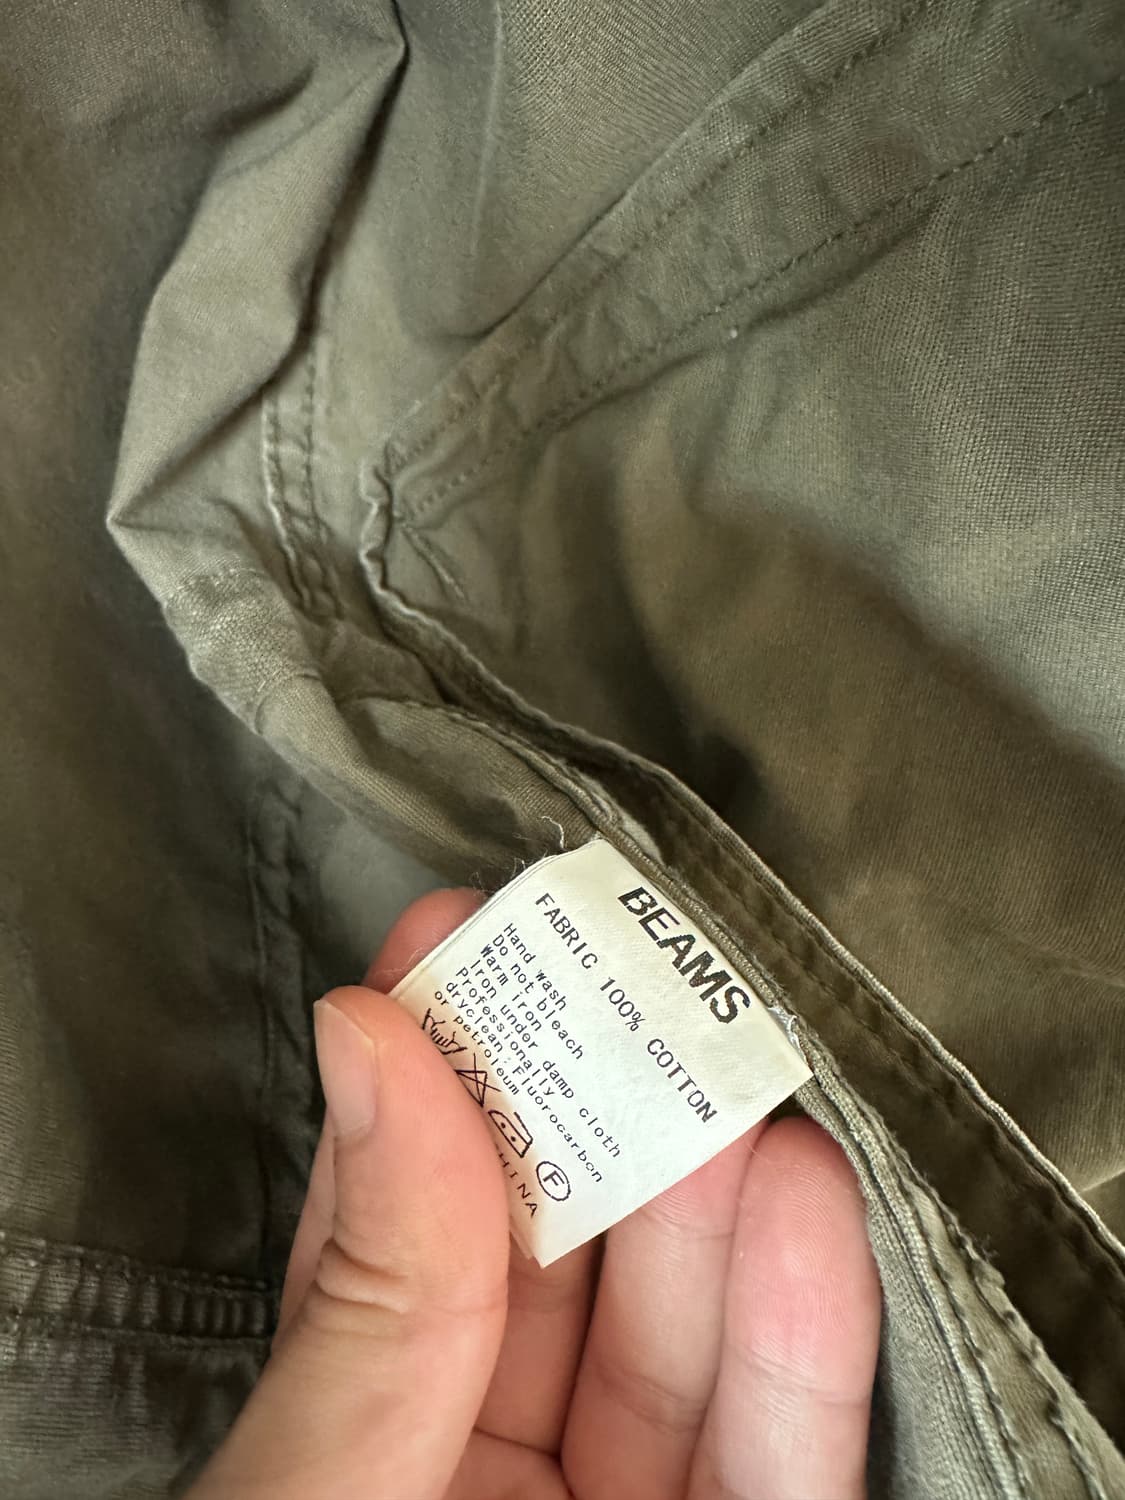 BEAMS
FABRIC 100% COTTON
Hand wash
Do not bleach
Warm iron
Iron under damp cloth
Professionally
dryclean:Fluorocarbon
or petroleum
F